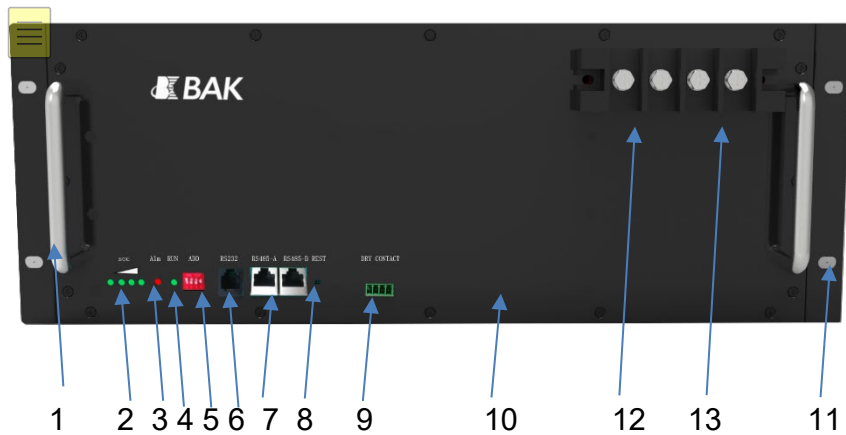 BAK
SOC ALm RUN ADD RS232 RS485-A RS485-B REST DRY CONTACT
1 2 3 4 5 6 7 8 9 10 12 13 11